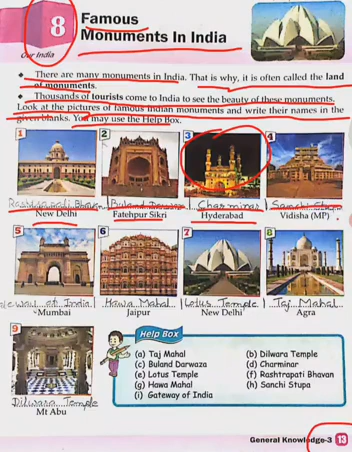 8
Famous
Monuments In India
Our India
There are many monuments in India. That is why, it is often called the land
of monuments.
Thousands of tourists come to India to see the beauty of these monuments.
Look at the pictures of famous Indian monuments and write their names in the
given blanks. You may use the Help Box.
1 2 3 4
Rashtrapati Bhavan Buland Darwaza Charminar Sanchi Stupa
New Delhi Fatehpur Sikri Hyderabad Vidisha (MP)
5 6 7 8
of India Hawa Mahal Lotus Temple Taj Mahal
Mumbai Jaipur New Delhi Agra
9
Dilwara Temple
Mt Abu
Help Box
(a) Taj Mahal (b) Dilwara Temple
(c) Buland Darwaza (d) Charminar
(e) Lotus Temple (f) Rashtrapati Bhavan
(g) Hawa Mahal (h) Sanchi Stupa
(i) Gateway of India
General Knowledge-3 13